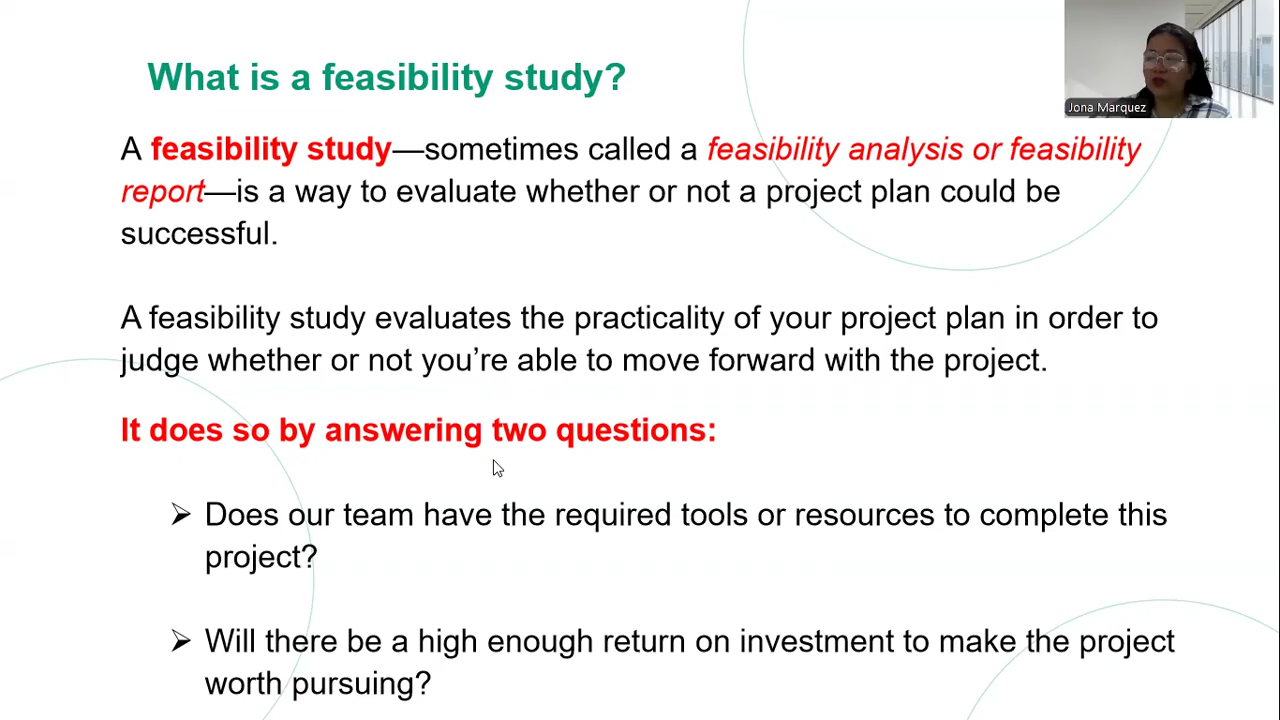 What is a feasibility study?
Jona Marquez
A feasibility study—sometimes called a feasibility analysis or feasibility
report—is a way to evaluate whether or not a project plan could be
successful.
A feasibility study evaluates the practicality of your project plan in order to
judge whether or not you’re able to move forward with the project.
It does so by answering two questions:
➢ Does our team have the required tools or resources to complete this
project?
➢ Will there be a high enough return on investment to make the project
worth pursuing?